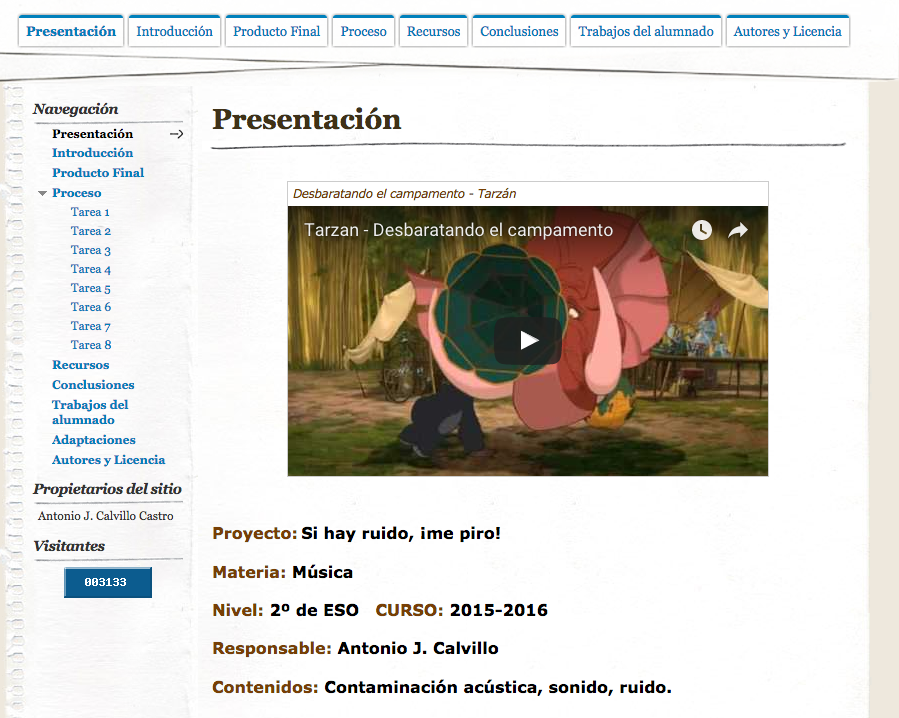 Presentación Introducción Producto Final Proceso Recursos Conclusiones Trabajos del alumnado Autores y Licencia
Navegación
Presentación
Introducción
Producto Final
Proceso
Tarea 1
Tarea 2
Tarea 3
Tarea 4
Tarea 5
Tarea 6
Tarea 7
Tarea 8
Recursos
Conclusiones
Trabajos del
alumnado
Adaptaciones
Autores y Licencia
Propietarios del sitio
Antonio J. Calvillo Castro
Visitantes
003133
Presentación
Desbaratando el campamento - Tarzán
Tarzan - Desbaratando el campamento
Proyecto: Si hay ruido, ¡me piro!
Materia: Música
Nivel: 2º de ESO CURSO: 2015-2016
Responsable: Antonio J. Calvillo
Contenidos: Contaminación acústica, sonido, ruido.